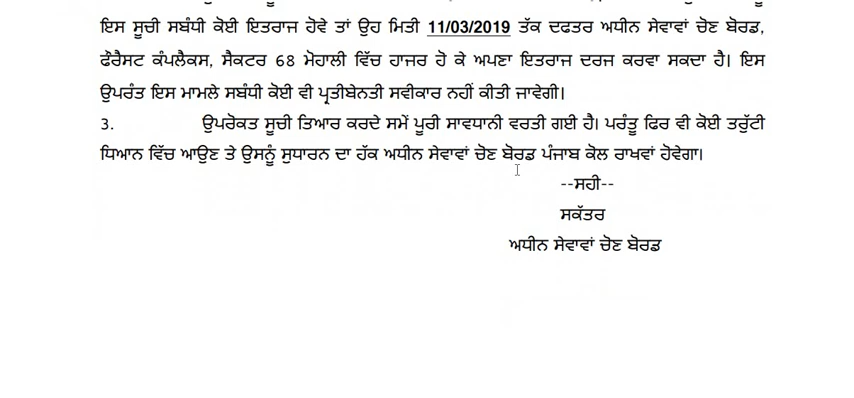 ਇਸ ਸੂਚੀ ਸਬੰਧੀ ਕੋਈ ਇਤਰਾਜ ਹੋਵੇ ਤਾਂ ਉਹ ਮਿਤੀ 11/03/2019 ਤੱਕ ਦਫਤਰ ਅਧੀਨ ਸੇਵਾਵਾਂ ਚੋਣ ਬੋਰਡ,
ਫੌਰੈਸਟ ਕੰਪਲੈਕਸ, ਸੈਕਟਰ 68 ਮੋਹਾਲੀ ਵਿੱਚ ਹਾਜਰ ਹੋ ਕੇ ਅਪਣਾ ਇਤਰਾਜ ਦਰਜ ਕਰਵਾ ਸਕਦਾ ਹੈ। ਇਸ
ਉਪਰੰਤ ਇਸ ਮਾਮਲੇ ਸਬੰਧੀ ਕੋਈ ਵੀ ਪ੍ਰਤੀਬੇਨਤੀ ਸਵੀਕਾਰ ਨਹੀਂ ਕੀਤੀ ਜਾਵੇਗੀ।
3. ਉਪਰੋਕਤ ਸੂਚੀ ਤਿਆਰ ਕਰਦੇ ਸਮੇਂ ਪੂਰੀ ਸਾਵਧਾਨੀ ਵਰਤੀ ਗਈ ਹੈ। ਪਰੰਤੂ ਫਿਰ ਵੀ ਕੋਈ ਤਰੁੱਟੀ
ਧਿਆਨ ਵਿੱਚ ਆਉਣ ਤੇ ਉਸਨੂੰ ਸੁਧਾਰਨ ਦਾ ਹੱਕ ਅਧੀਨ ਸੇਵਾਵਾਂ ਚੋਣ ਬੋਰਡ ਪੰਜਾਬ ਕੋਲ ਰਾਖਵਾਂ ਹੋਵੇਗਾ।
--ਸਹੀ--
ਸਕੱਤਰ
ਅਧੀਨ ਸੇਵਾਵਾਂ ਚੋਣ ਬੋਰਡ